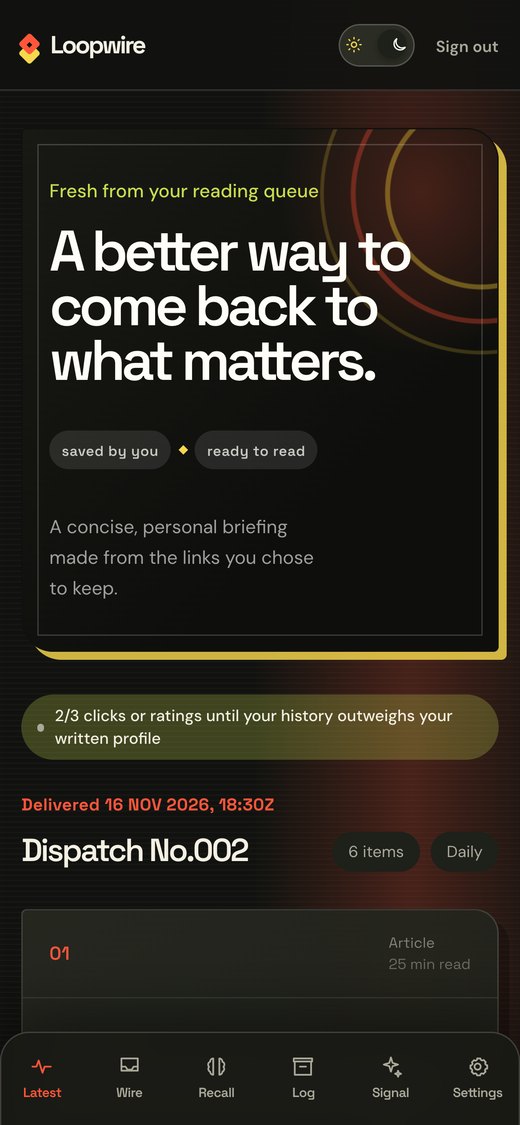 Loopwire
Sign out
Fresh from your reading queue
A better way to
come back to
what matters.
saved by you
ready to read
A concise, personal briefing
made from the links you chose
to keep.
2/3 clicks or ratings until your history outweighs your
written profile
Delivered 16 NOV 2026, 18:30Z
Dispatch No.002
6 items
Daily
01
Article
25 min read
Latest
Wire
Recall
Log
Signal
Settings